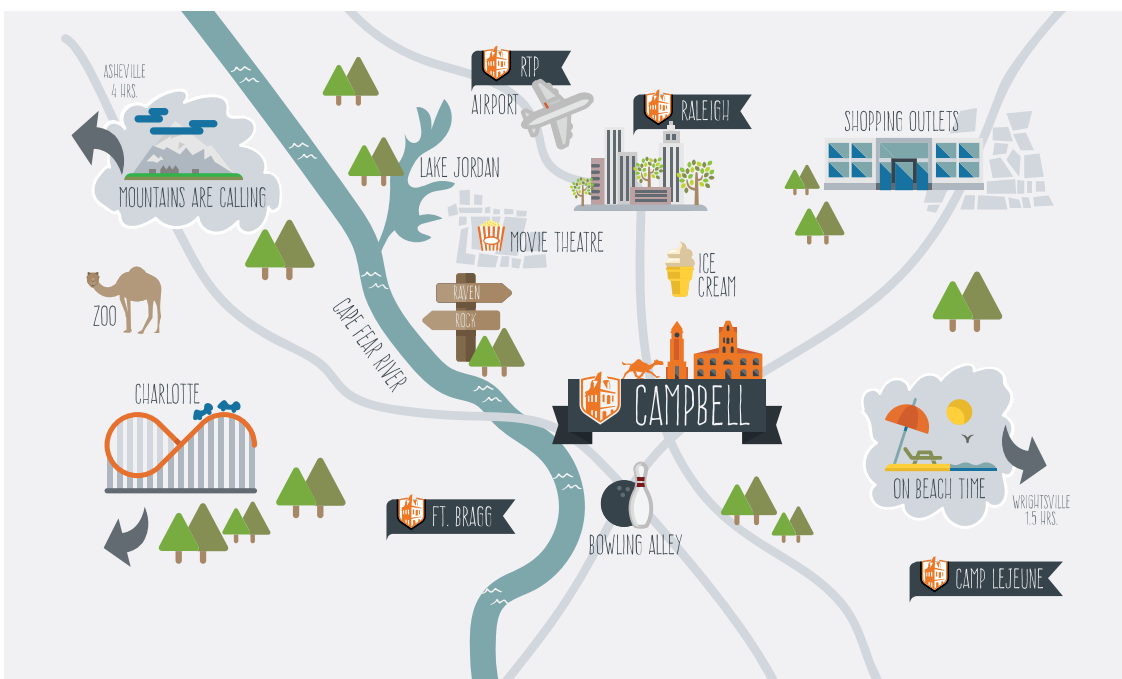 ASHEVILLE
4 HRS.
MOUNTAINS ARE CALLING
RTP
AIRPORT
RALEIGH
SHOPPING OUTLETS
LAKE JORDAN
MOVIE THEATRE
ICE
CREAM
ZOO
RAVEN
ROCK
CAPE FEAR RIVER
CHARLOTTE
CAMPBELL
ON BEACH TIME
WRIGHTSVILLE
1.5 HRS.
FT. BRAGG
BOWLING ALLEY
CAMP LEJEUNE